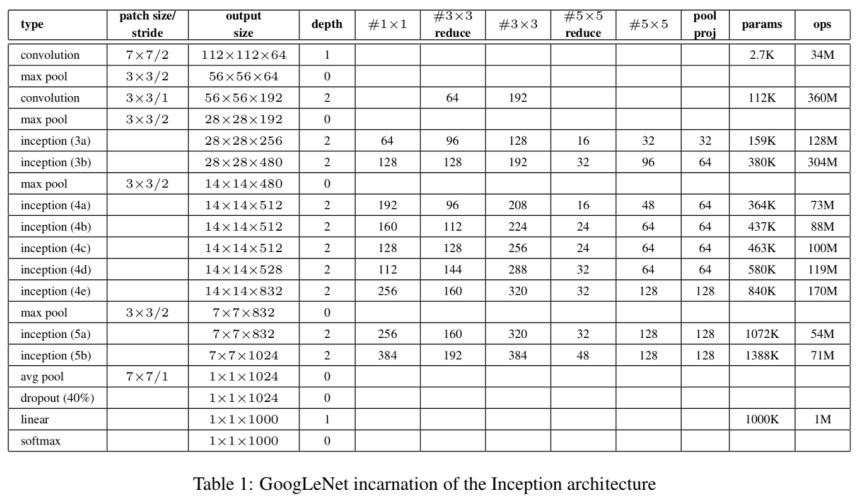 type patch size/ stride output size depth #1×1 #3×3 reduce #3×3 #5×5 reduce #5×5 pool proj params ops
convolution 7×7/2 112×112×64 1 2.7K 34M
max pool 3×3/2 56×56×64 0
convolution 3×3/1 56×56×192 2 64 192 112K 360M
max pool 3×3/2 28×28×192 0
inception (3a) 28×28×256 2 64 96 128 16 32 32 159K 128M
inception (3b) 28×28×480 2 128 128 192 32 96 64 380K 304M
max pool 3×3/2 14×14×480 0
inception (4a) 14×14×512 2 192 96 208 16 48 64 364K 73M
inception (4b) 14×14×512 2 160 112 224 24 64 64 437K 88M
inception (4c) 14×14×512 2 128 128 256 24 64 64 463K 100M
inception (4d) 14×14×528 2 112 144 288 32 64 64 580K 119M
inception (4e) 14×14×832 2 256 160 320 32 128 128 840K 170M
max pool 3×3/2 7×7×832 0
inception (5a) 7×7×832 2 256 160 320 32 128 128 1072K 54M
inception (5b) 7×7×1024 2 384 192 384 48 128 128 1388K 71M
avg pool 7×7/1 1×1×1024 0
dropout (40%) 1×1×1024 0
linear 1×1×1000 1 1000K 1M
softmax 1×1×1000 0
Table 1: GoogLeNet incarnation of the Inception architecture